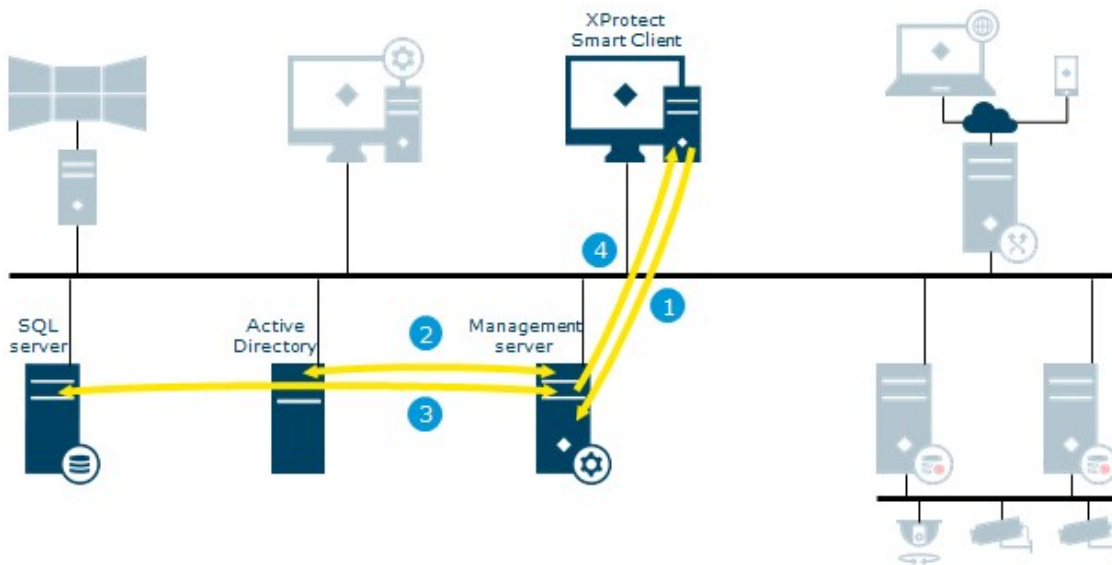 XProtect
Smart Client
4
1
SQL
server
Active
Directory
2
Management
server
3